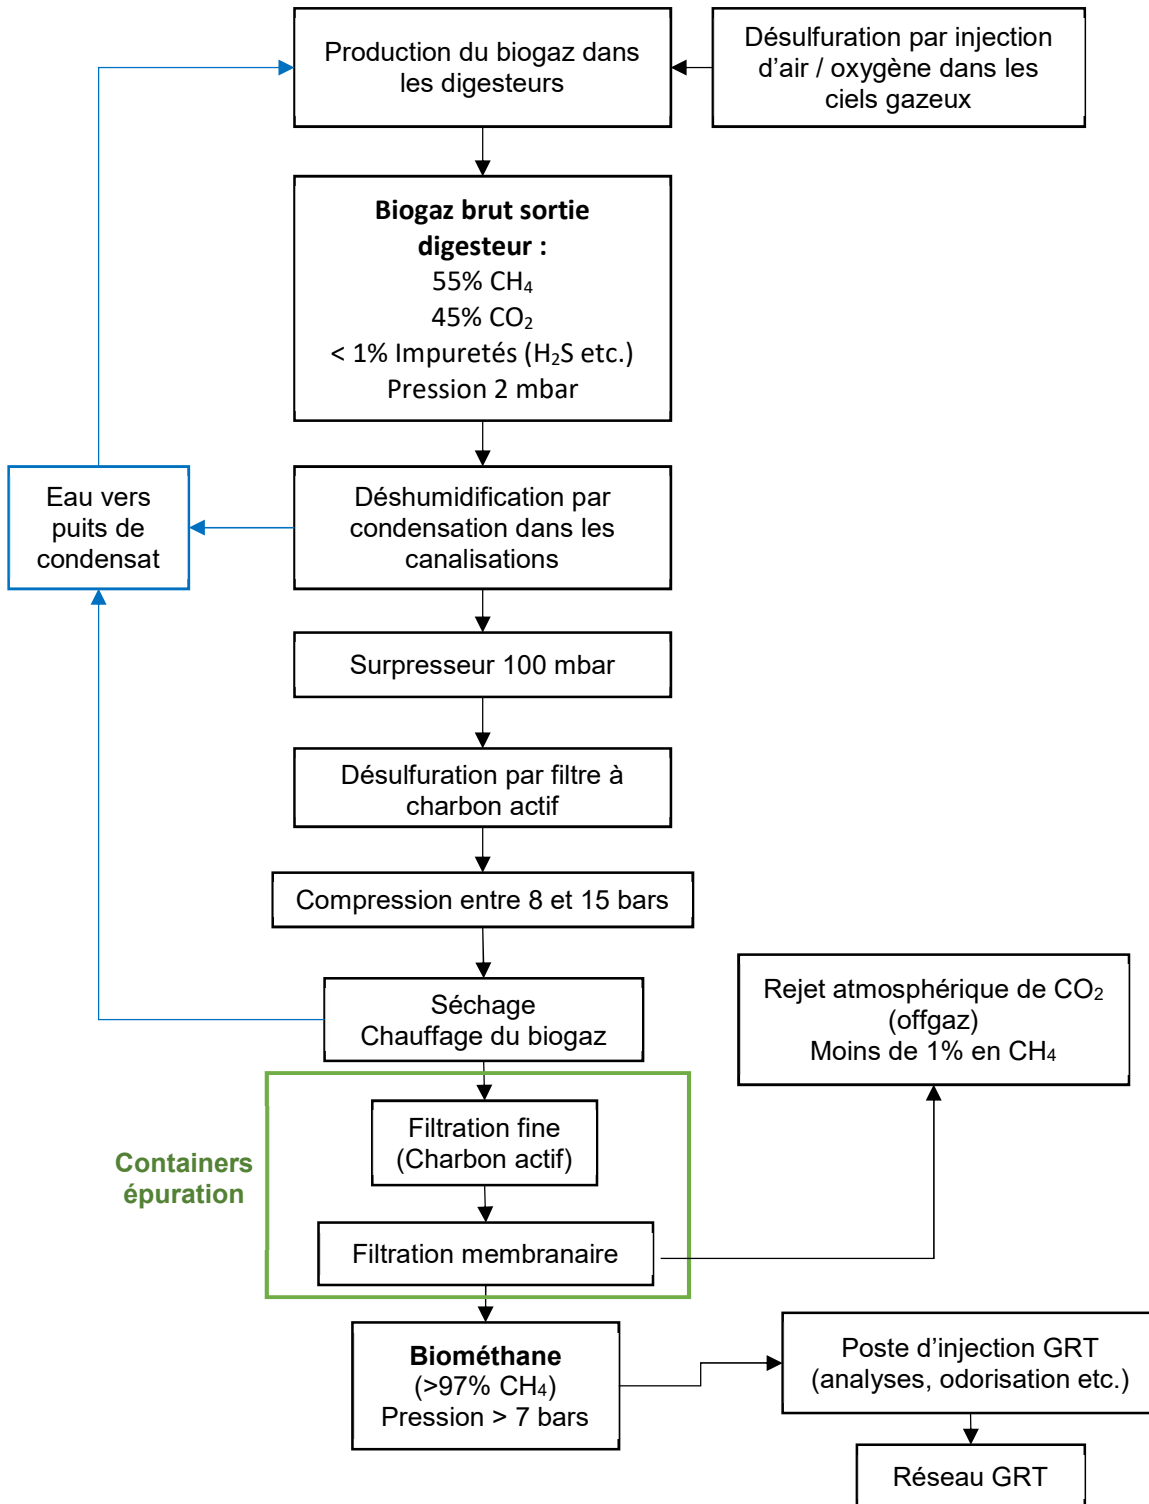 Production du biogaz dans
les digesteurs
Désulfuration par injection
d'air / oxygène dans les
ciels gazeux
Biogaz brut sortie
digesteur :
55% CH₄
45% CO₂
< 1% Impuretés (H₂S etc.)
Pression 2 mbar
Eau vers
puits de
condensat
Déshumidification par
condensation dans les
canalisations
Surpresseur 100 mbar
Désulfuration par filtre à
charbon actif
Compression entre 8 et 15 bars
Séchage
Chauffage du biogaz
Rejet atmosphérique de CO₂
(offgaz)
Moins de 1% en CH₄
Containers
épuration
Filtration fine
(Charbon actif)
Filtration membranaire
Biométhane
(>97% CH₄)
Pression > 7 bars
Poste d'injection GRT
(analyses, odorisation etc.)
Réseau GRT